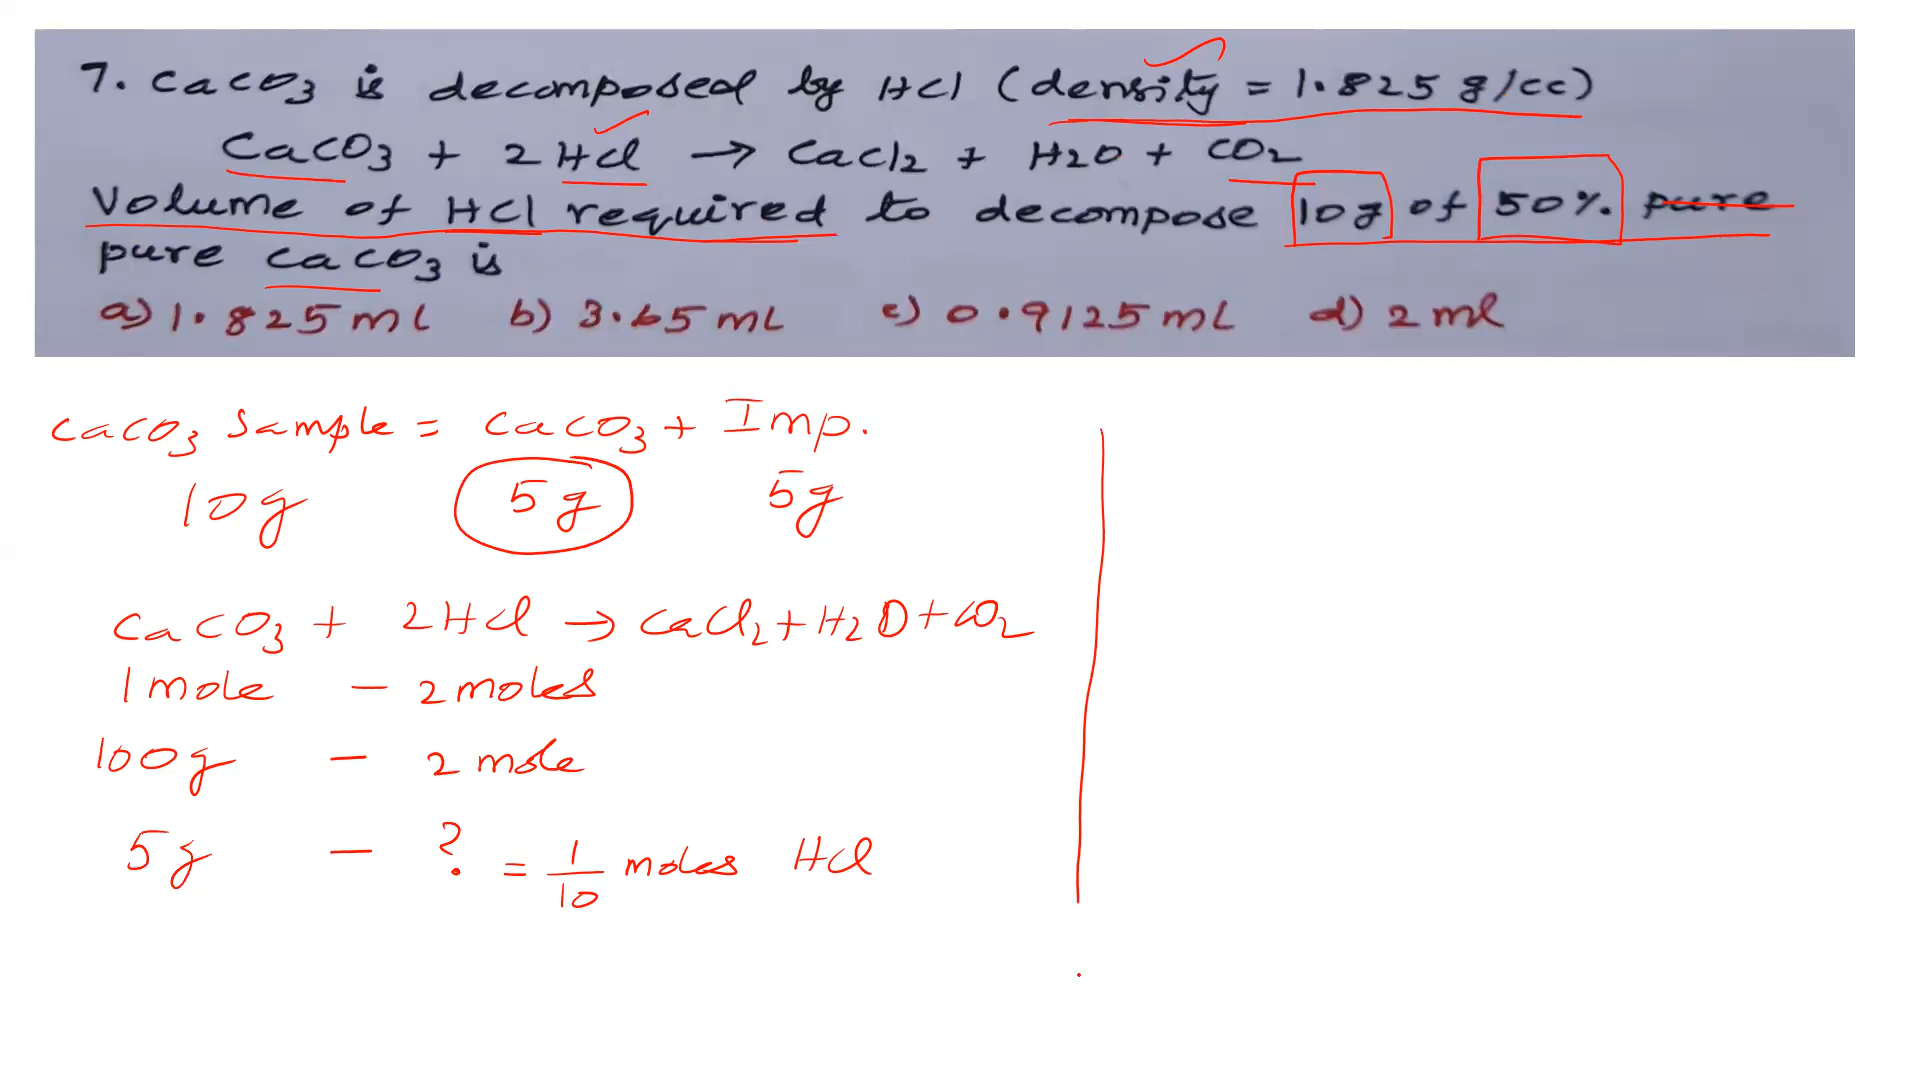 7. CaCO3 is decomposed by HCl (density = 1.825 g/cc)
CaCO3 + 2HCl → CaCl2 + H2O + CO2
Volume of HCl required to decompose 10g of 50% pure
pure CaCO3 is
a) 1.825 mL b) 3.65 mL c) 0.9125 mL d) 2 ml
CaCO3 Sample = CaCO3 + Imp.
10g 5g 5g
CaCO3 + 2HCl → CaCl2 + H2O + CO2
1 mole - 2 moles
100g - 2 mole
5g - ? = 1/10 moles HCl